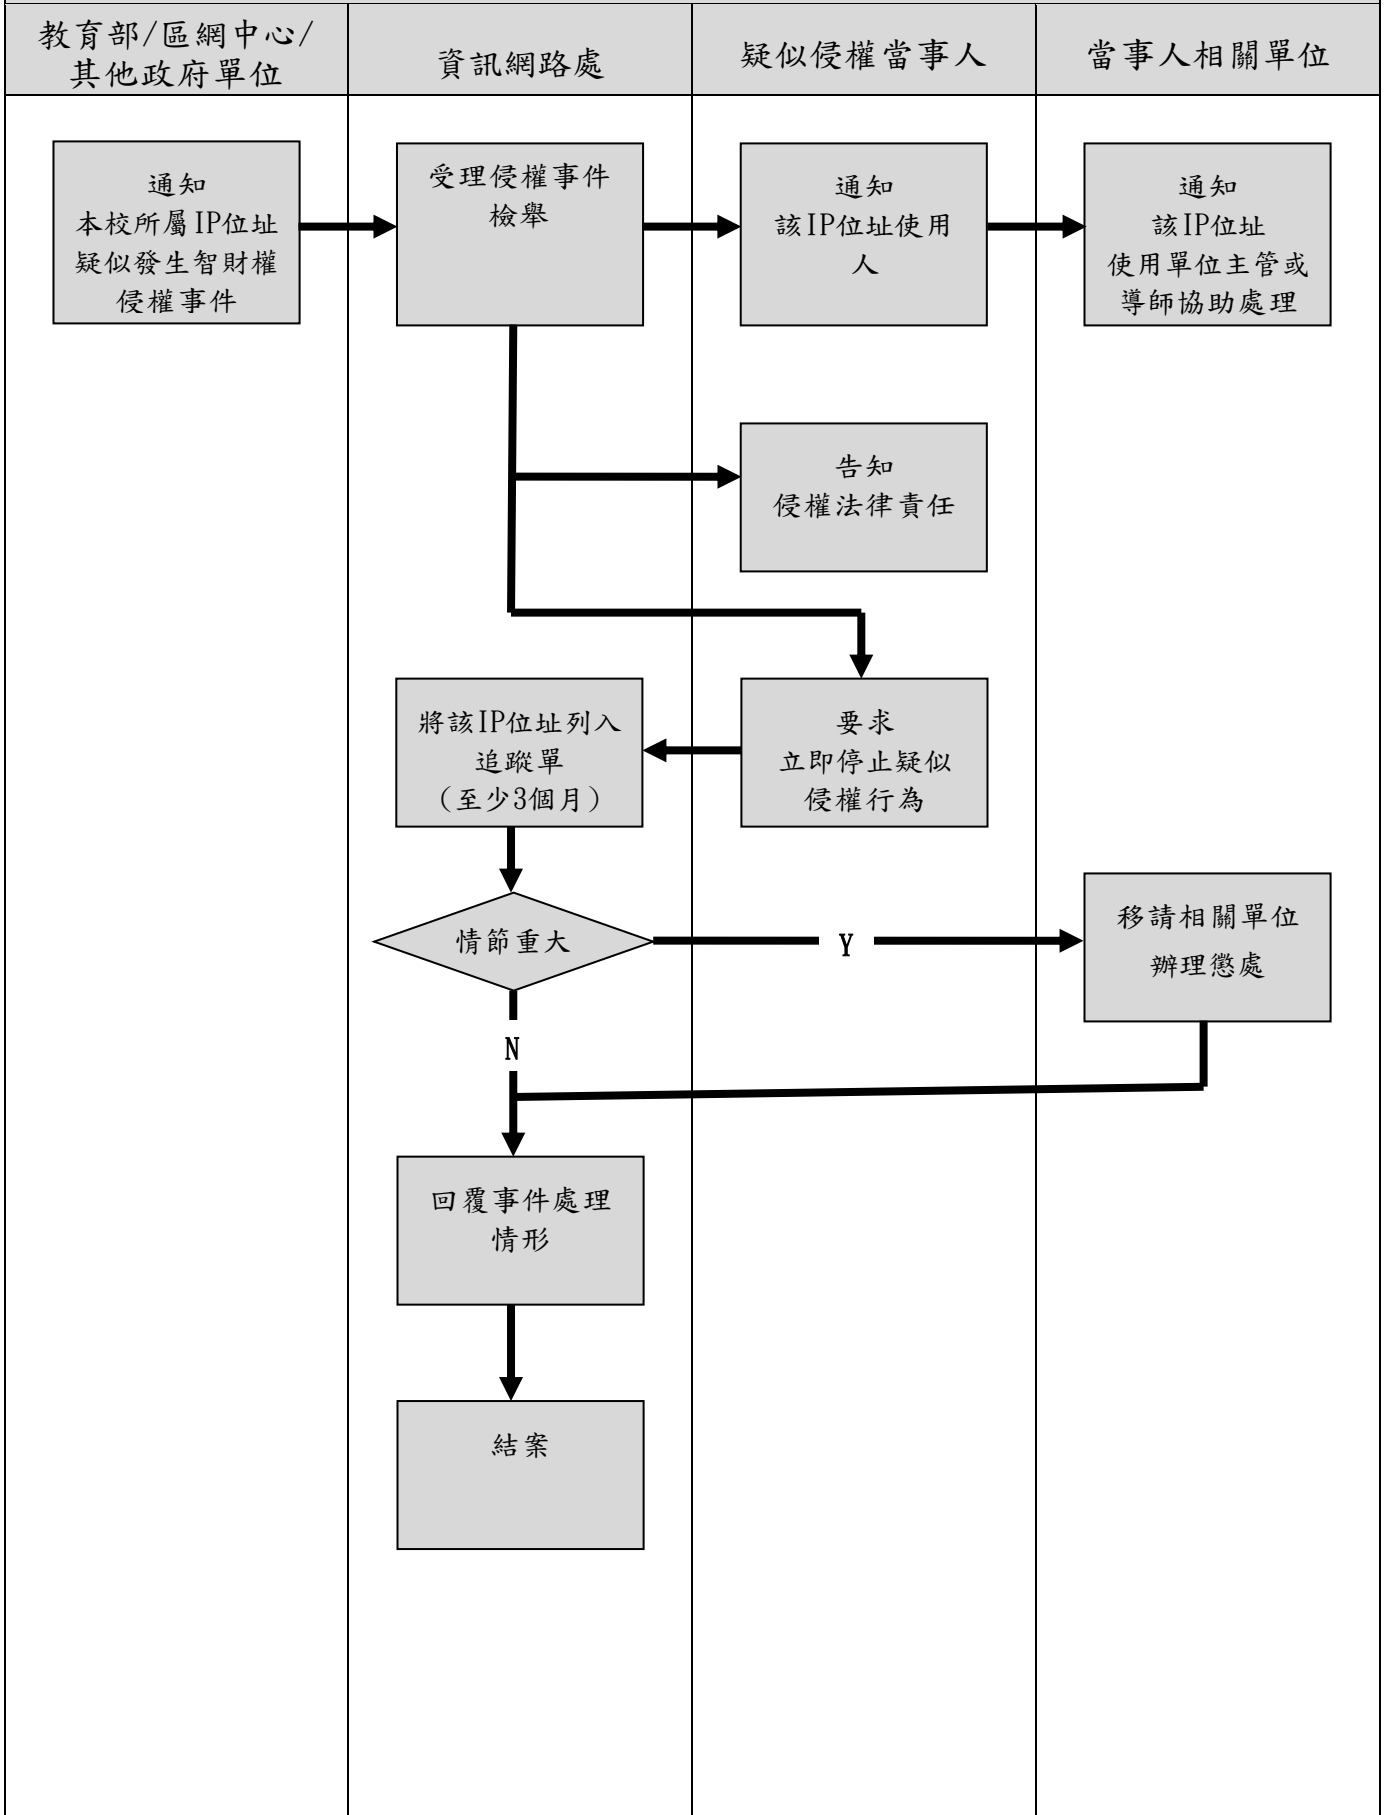 教育部/區網中心/
其他政府單位
資訊網路處
疑似侵權當事人
當事人相關單位
通知
本校所屬IP位址
疑似發生智財權
侵權事件
受理侵權事件
檢舉
通知
該IP位址使用
人
通知
該IP位址
使用單位主管或
導師協助處理
告知
侵權法律責任
將該IP位址列入
追蹤單
（至少3個月）
要求
立即停止疑似
侵權行為
情節重大
Y
移請相關單位
辦理懲處
N
回覆事件處理
情形
結案